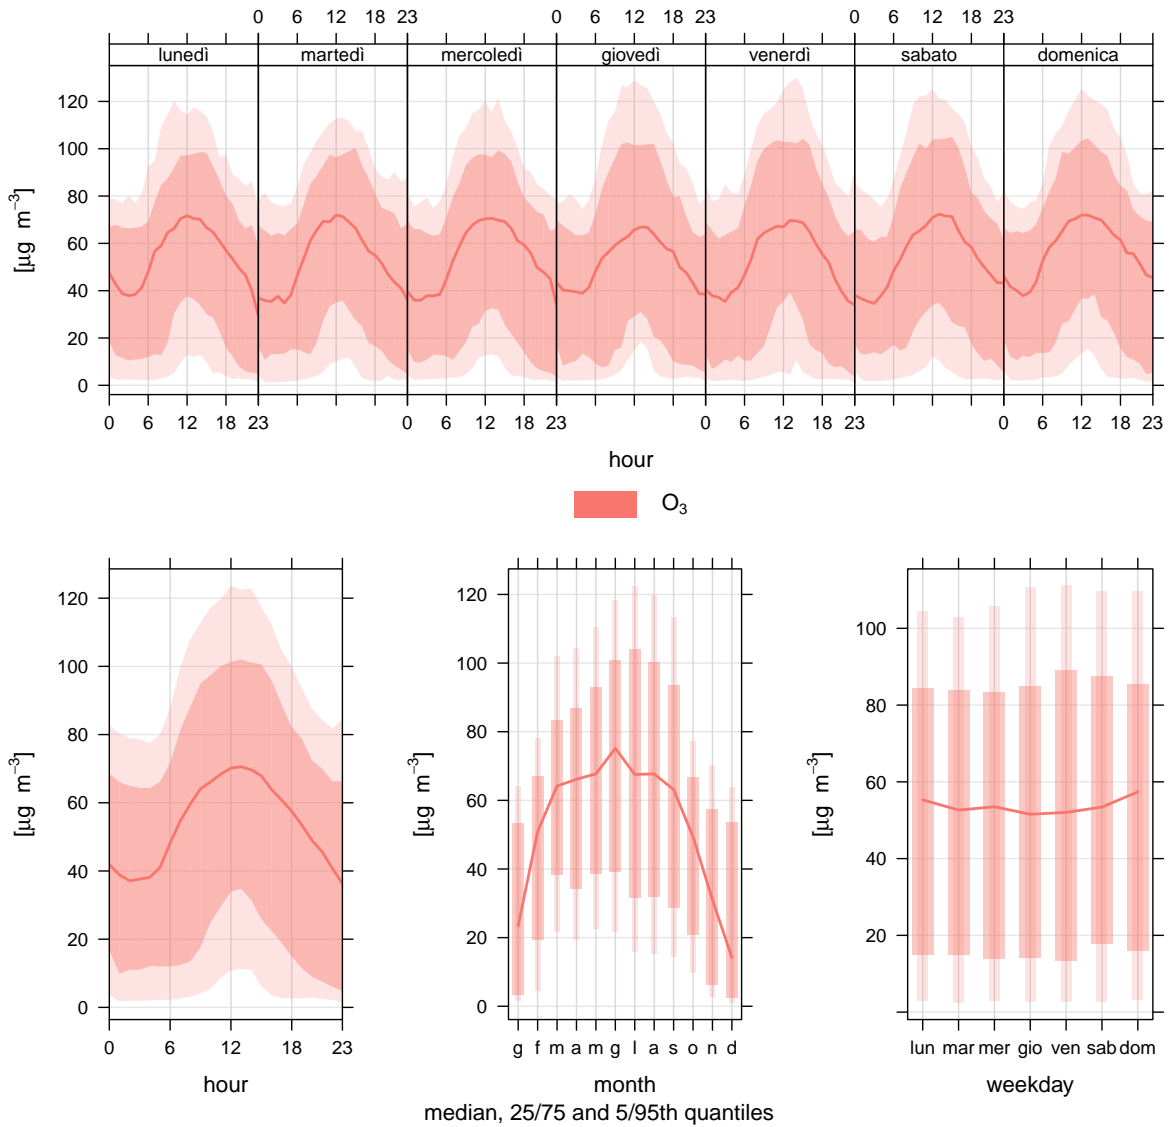 0 6 12 18 23 0 6 12 18 23 0 6 12 18 23
lunedì martedì mercoledì giovedì venerdì sabato domenica
120
100
80
60
40
20
0
[µg m⁻³]
0 6 12 18 23 0 6 12 18 23 0 6 12 18 23 0 6 12 18 23
hour
O₃
120
100
80
60
40
20
0
[µg m⁻³]
0 6 12 18 23
hour
120
100
80
60
40
20
0
[µg m⁻³]
g f m a m g l a s o n d
month
100
80
60
40
20
[µg m⁻³]
lun mar mer gio ven sab dom
weekday
median, 25/75 and 5/95th quantiles